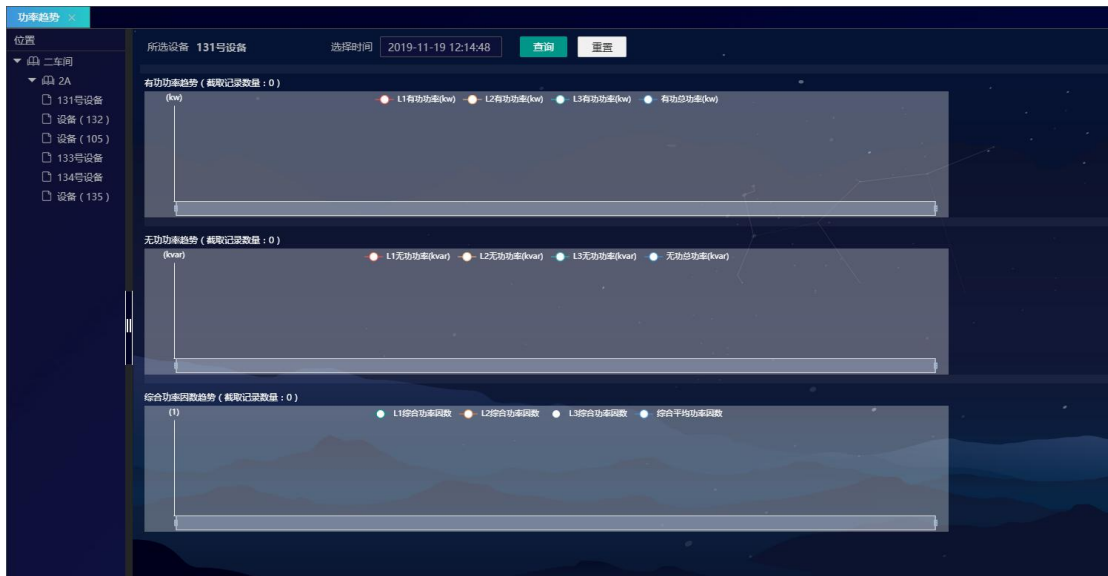 功率趋势 ×
位置
二车间
2A
131号设备
设备 ( 132 )
设备 ( 105 )
133号设备
134号设备
设备 ( 135 )
所选设备 131号设备 选择时间 2019-11-19 12:14:48 查询 重置
有功功率趋势 ( 截取记录数量 : 0 )
(kw) L1有功功率(kw) L2有功功率(kw) L3有功功率(kw) 有功总功率(kw)
无功功率趋势 ( 截取记录数量 : 0 )
(kvar) L1无功功率(kvar) L2无功功率(kvar) L3无功功率(kvar) 无功总功率(kvar)
综合功率因数趋势 ( 截取记录数量 : 0 )
(1) L1综合功率因数 L2综合功率因数 L3综合功率因数 综合平均功率因数